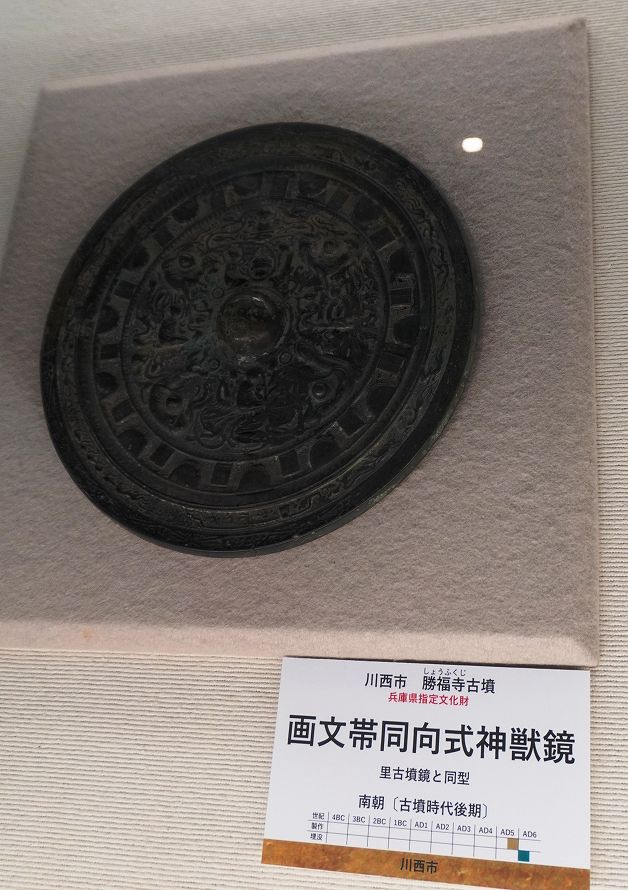 川西市　勝福寺古墳
しょうふくじ
兵庫県指定文化財
画文帯同向式神獣鏡
里古墳鏡と同型
南朝〔古墳時代後期〕
世紀 4BC 3BC 2BC 1BC AD1 AD2 AD3 AD4 AD5 AD6
製作
埋没
川西市